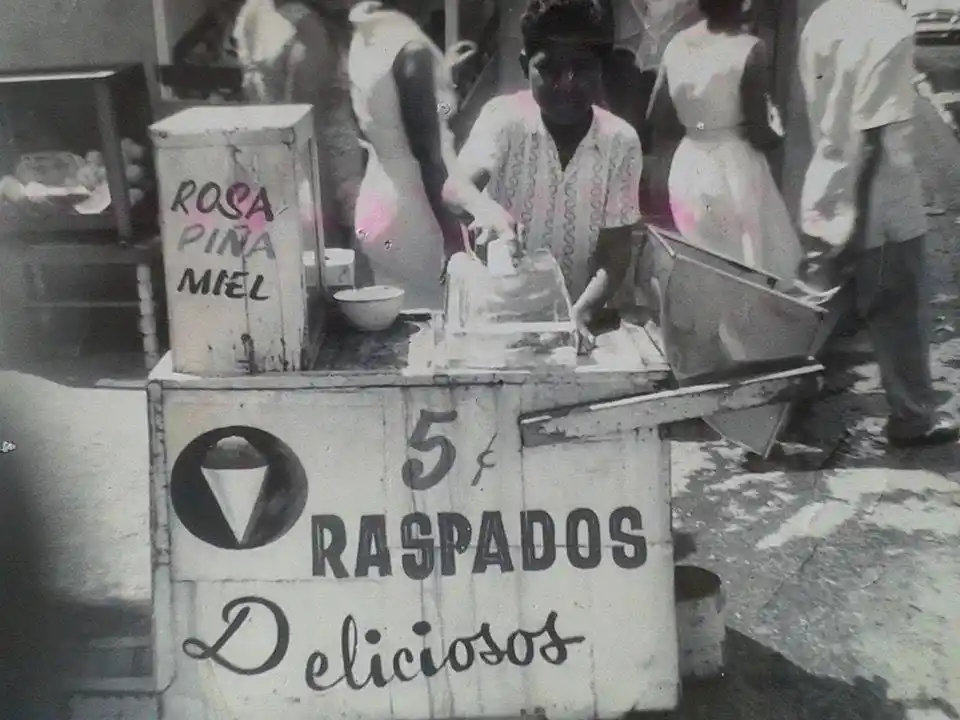 ROSA
PIÑA
MIEL
5¢
RASPADOS
Deliciosos